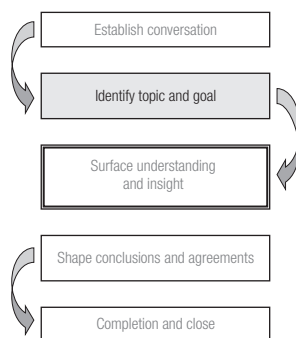 Establish conversation
Identify topic and goal
Surface understanding
and insight
Shape conclusions and agreements
Completion and close